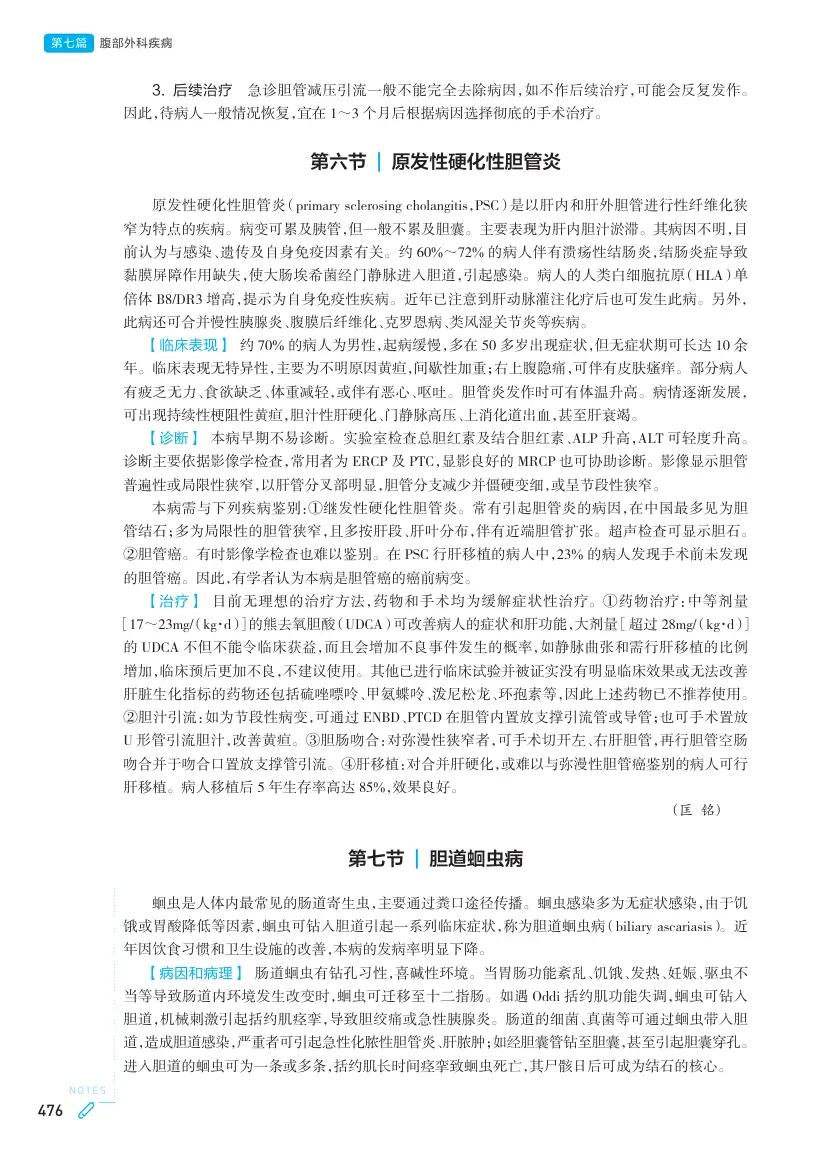 第七篇 腹部外科疾病
3. 后续治疗 急诊胆管减压引流一般不能完全去除病因,如不作后续治疗,可能会反复发作。
因此,待病人一般情况恢复,宜在 1~3 个月后根据病因选择彻底的手术治疗。
第六节 | 原发性硬化性胆管炎
原发性硬化性胆管炎(primary sclerosing cholangitis,PSC)是以肝内和肝外胆管进行性纤维化狭
窄为特点的疾病。病变可累及胰管,但一般不累及胆囊。主要表现为肝内胆汁淤滞。其病因不明,目
前认为与感染、遗传及自身免疫因素有关。约 60%~72% 的病人伴有溃疡性结肠炎,结肠炎症导致
黏膜屏障作用缺失,使大肠埃希菌经门静脉进入胆道,引起感染。病人的人类白细胞抗原(HLA)单
倍体 B8/DR3 增高,提示为自身免疫性疾病。近年已注意到肝动脉灌注化疗后也可发生此病。另外,
此病还可合并慢性胰腺炎、腹膜后纤维化、克罗恩病、类风湿关节炎等疾病。
【临床表现】 约 70% 的病人为男性,起病缓慢,多在 50 多岁出现症状,但无症状期可长达 10 余
年。临床表现无特异性,主要为不明原因黄疸,间歇性加重;右上腹隐痛,可伴有皮肤瘙痒。部分病人
有疲乏无力、食欲缺乏、体重减轻,或伴有恶心、呕吐。胆管炎发作时可有体温升高。病情逐渐发展,
可出现持续性梗阻性黄疸,胆汁性肝硬化、门静脉高压、上消化道出血,甚至肝衰竭。
【诊断】 本病早期不易诊断。实验室检查总胆红素及结合胆红素、ALP 升高,ALT 可轻度升高。
诊断主要依据影像学检查,常用者为 ERCP 及 PTC,显影良好的 MRCP 也可协助诊断。影像显示胆管
普遍性或局限性狭窄,以肝管分叉部明显,胆管分支减少并僵硬变细,或呈节段性狭窄。
本病需与下列疾病鉴别:①继发性硬化性胆管炎。常有引起胆管炎的病因,在中国最多见为胆
管结石;多为局限性的胆管狭窄,且多按肝段、肝叶分布,伴有近端胆管扩张。超声检查可显示胆石。
②胆管癌。有时影像学检查也难以鉴别。在 PSC 行肝移植的病人中,23% 的病人发现手术前未发现
的胆管癌。因此,有学者认为本病是胆管癌的癌前病变。
【治疗】 目前无理想的治疗方法,药物和手术均为缓解症状性治疗。①药物治疗:中等剂量
[17~23mg/(kg·d)]的熊去氧胆酸(UDCA)可改善病人的症状和肝功能,大剂量[超过 28mg/(kg·d)]
的 UDCA 不但不能令临床获益,而且会增加不良事件发生的概率,如静脉曲张和需行肝移植的比例
增加,临床预后更加不良,不建议使用。其他已进行临床试验并被证实没有明显临床效果或无法改善
肝脏生化指标的药物还包括硫唑嘌呤、甲氨蝶呤、泼尼松龙、环孢素等,因此上述药物已不推荐使用。
②胆汁引流:如为节段性病变,可通过 ENBD、PTCD 在胆管内置放支撑引流管或导管;也可手术置放
U 形管引流胆汁,改善黄疸。③胆肠吻合:对弥漫性狭窄者,可手术切开左、右肝胆管,再行胆管空肠
吻合并于吻合口置放支撑管引流。④肝移植:对合并肝硬化,或难以与弥漫性胆管癌鉴别的病人可行
肝移植。病人移植后 5 年生存率高达 85%,效果良好。
(匡 铭)
第七节 | 胆道蛔虫病
蛔虫是人体内最常见的肠道寄生虫,主要通过粪口途径传播。蛔虫感染多为无症状感染,由于饥
饿或胃酸降低等因素,蛔虫可钻入胆道引起一系列临床症状,称为胆道蛔虫病(biliary ascariasis)。近
年因饮食习惯和卫生设施的改善,本病的发病率明显下降。
【病因和病理】 肠道蛔虫有钻孔习性,喜碱性环境。当胃肠功能紊乱、饥饿、发热、妊娠、驱虫不
当等导致肠道内环境发生改变时,蛔虫可迁移至十二指肠。如遇 Oddi 括约肌功能失调,蛔虫可钻入
胆道,机械刺激引起括约肌痉挛,导致胆绞痛或急性胰腺炎。肠道的细菌、真菌等可通过蛔虫带入胆
道,造成胆道感染,严重者可引起急性化脓性胆管炎、肝脓肿;如经胆囊管钻至胆囊,甚至引起胆囊穿孔。
进入胆道的蛔虫可为一条或多条,括约肌长时间痉挛致蛔虫死亡,其尸骸日后可成为结石的核心。
NOTES
476